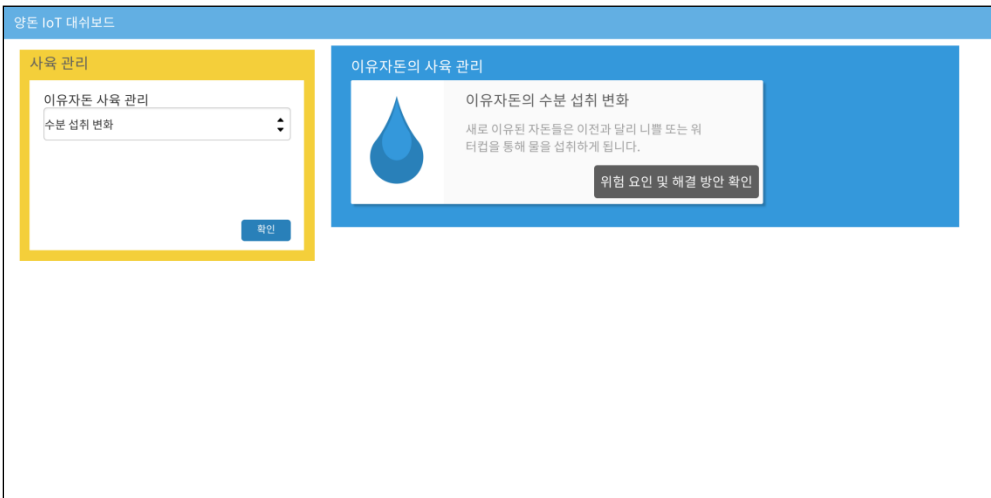 양돈 IoT 대쉬보드
사육 관리
이유자돈 사육 관리
수분 섭취 변화
확인
이유자돈의 사육 관리
이유자돈의 수분 섭취 변화
새로 이유된 자돈들은 이전과 달리 니쁠 또는 워
터컵을 통해 물을 섭취하게 됩니다.
위험 요인 및 해결 방안 확인